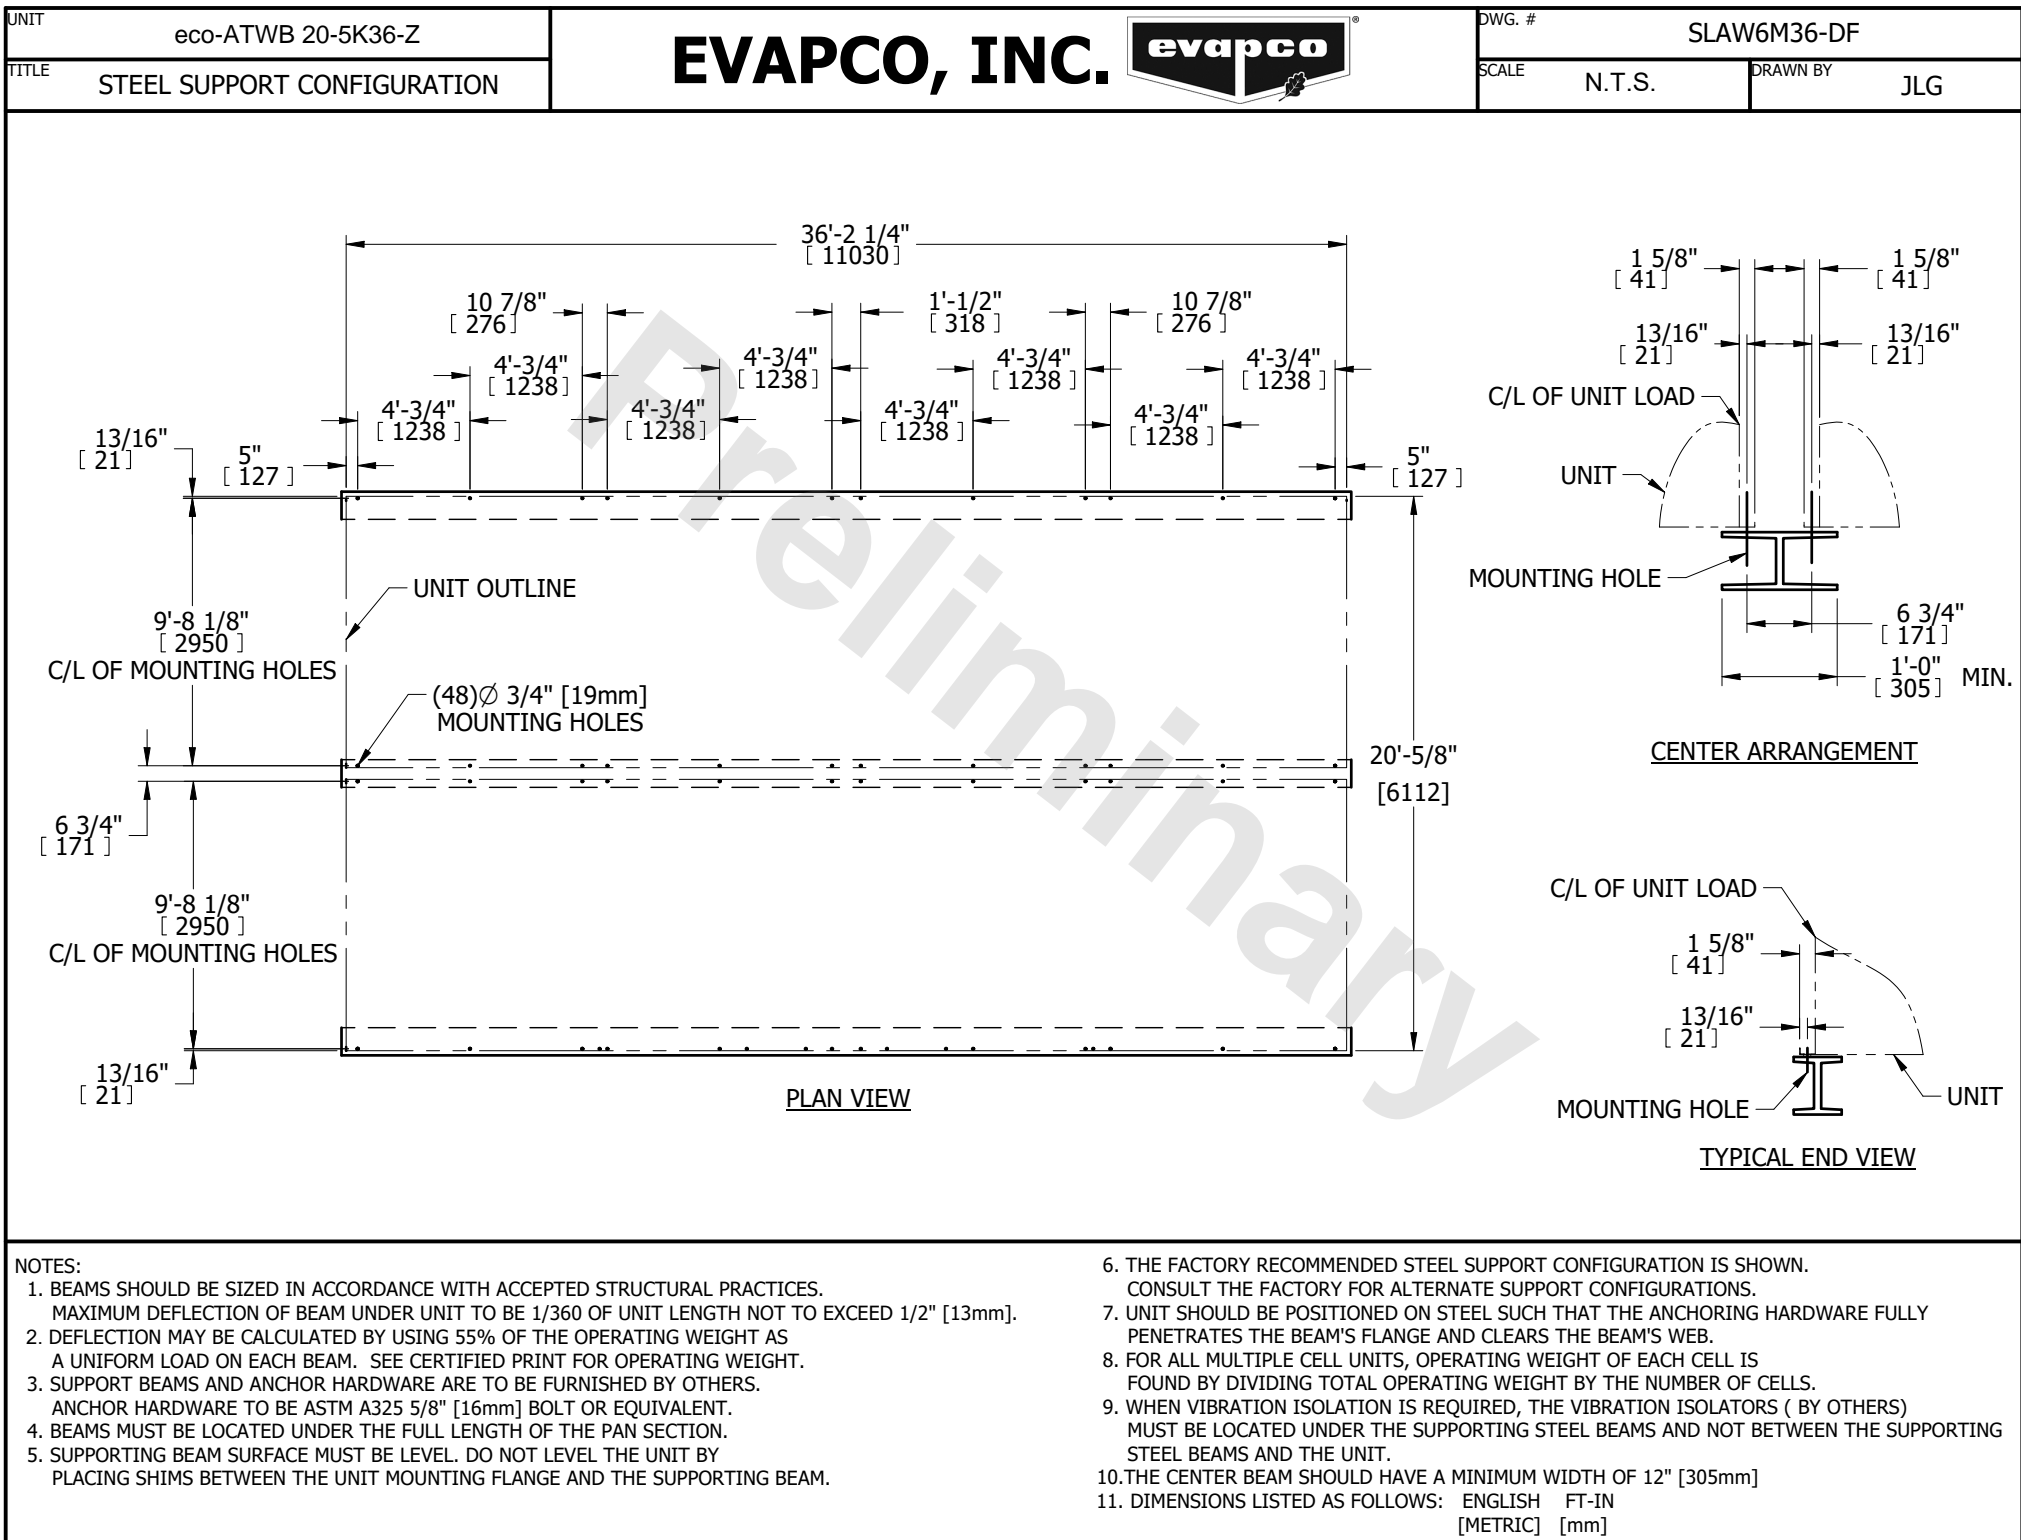 UNIT
eco-ATWB 20-5K36-Z
TITLE
STEEL SUPPORT CONFIGURATION
EVAPCO, INC.
evapco
®
DWG. #
SLAW6M36-DF
SCALE
N.T.S.
DRAWN BY
JLG
36'-2 1/4"
[ 11030 ]
10 7/8"
[ 276 ]
1'-1/2"
[ 318 ]
10 7/8"
[ 276 ]
4'-3/4"
[ 1238 ]
4'-3/4"
[ 1238 ]
4'-3/4"
[ 1238 ]
4'-3/4"
[ 1238 ]
4'-3/4"
[ 1238 ]
4'-3/4"
[ 1238 ]
4'-3/4"
[ 1238 ]
4'-3/4"
[ 1238 ]
13/16"
[ 21 ]
5"
[ 127 ]
5"
[ 127 ]
UNIT OUTLINE
9'-8 1/8"
[ 2950 ]
C/L OF MOUNTING HOLES
(48)Ø 3/4" [19mm]
MOUNTING HOLES
20'-5/8"
[6112]
6 3/4"
[ 171 ]
9'-8 1/8"
[ 2950 ]
C/L OF MOUNTING HOLES
13/16"
[ 21 ]
PLAN VIEW
Preliminary
1 5/8"
[ 41 ]
1 5/8"
[ 41 ]
13/16"
[ 21 ]
13/16"
[ 21 ]
C/L OF UNIT LOAD
UNIT
MOUNTING HOLE
6 3/4"
[ 171 ]
1'-0"
[ 305 ] MIN.
CENTER ARRANGEMENT
C/L OF UNIT LOAD
1 5/8"
[ 41 ]
13/16"
[ 21 ]
MOUNTING HOLE
UNIT
TYPICAL END VIEW
NOTES:
1. BEAMS SHOULD BE SIZED IN ACCORDANCE WITH ACCEPTED STRUCTURAL PRACTICES.
MAXIMUM DEFLECTION OF BEAM UNDER UNIT TO BE 1/360 OF UNIT LENGTH NOT TO EXCEED 1/2" [13mm].
2. DEFLECTION MAY BE CALCULATED BY USING 55% OF THE OPERATING WEIGHT AS
A UNIFORM LOAD ON EACH BEAM. SEE CERTIFIED PRINT FOR OPERATING WEIGHT.
3. SUPPORT BEAMS AND ANCHOR HARDWARE ARE TO BE FURNISHED BY OTHERS.
ANCHOR HARDWARE TO BE ASTM A325 5/8" [16mm] BOLT OR EQUIVALENT.
4. BEAMS MUST BE LOCATED UNDER THE FULL LENGTH OF THE PAN SECTION.
5. SUPPORTING BEAM SURFACE MUST BE LEVEL. DO NOT LEVEL THE UNIT BY
PLACING SHIMS BETWEEN THE UNIT MOUNTING FLANGE AND THE SUPPORTING BEAM.
6. THE FACTORY RECOMMENDED STEEL SUPPORT CONFIGURATION IS SHOWN.
CONSULT THE FACTORY FOR ALTERNATE SUPPORT CONFIGURATIONS.
7. UNIT SHOULD BE POSITIONED ON STEEL SUCH THAT THE ANCHORING HARDWARE FULLY
PENETRATES THE BEAM'S FLANGE AND CLEARS THE BEAM'S WEB.
8. FOR ALL MULTIPLE CELL UNITS, OPERATING WEIGHT OF EACH CELL IS
FOUND BY DIVIDING TOTAL OPERATING WEIGHT BY THE NUMBER OF CELLS.
9. WHEN VIBRATION ISOLATION IS REQUIRED, THE VIBRATION ISOLATORS ( BY OTHERS)
MUST BE LOCATED UNDER THE SUPPORTING STEEL BEAMS AND NOT BETWEEN THE SUPPORTING
STEEL BEAMS AND THE UNIT.
10.THE CENTER BEAM SHOULD HAVE A MINIMUM WIDTH OF 12" [305mm]
11. DIMENSIONS LISTED AS FOLLOWS: ENGLISH FT-IN
[METRIC] [mm]